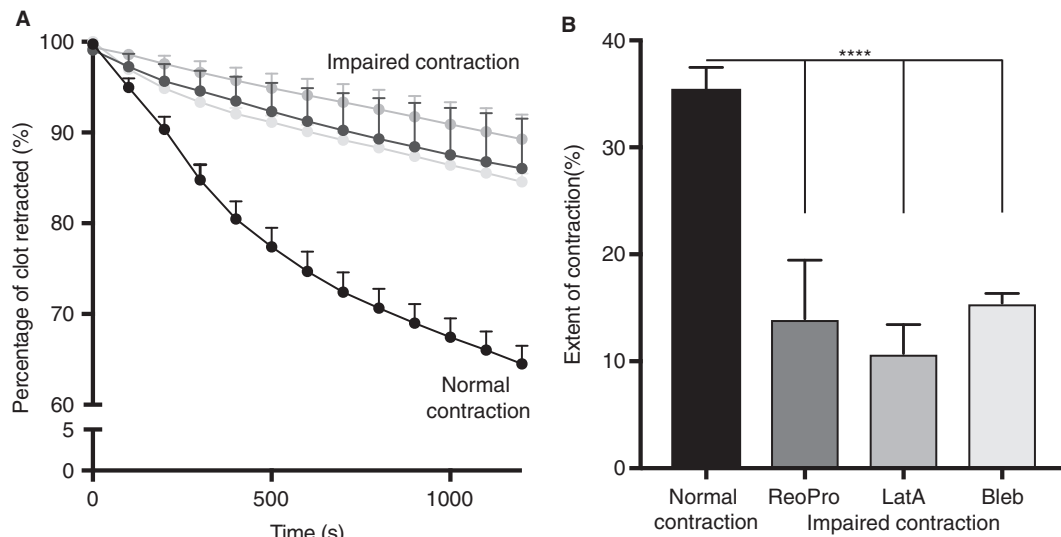 A
Percentage of clot retracted (%)
100
90
80
70
60
5
0
Impaired contraction
Normal
contraction
0
500
1000
Time (s)
B
Extent of contraction(%)
40
30
20
10
0
****
Normal
contraction
ReoPro
LatA
Bleb
Impaired contraction